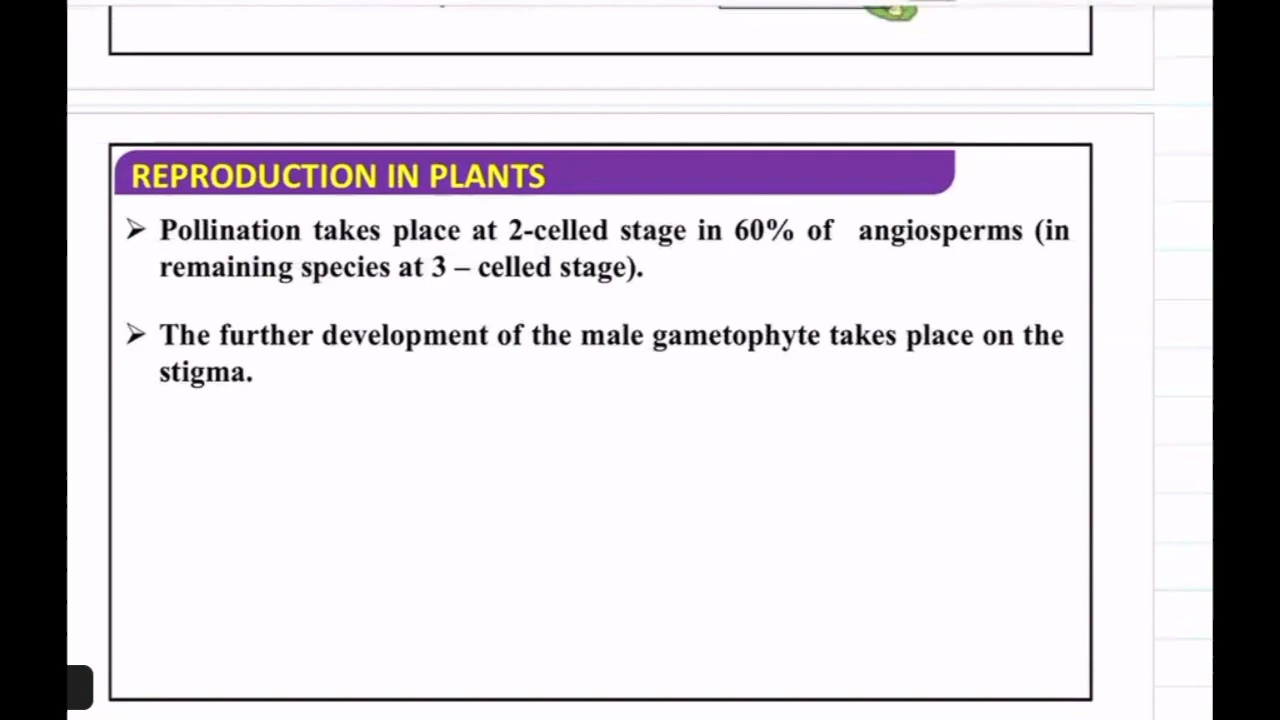 REPRODUCTION IN PLANTS
➢ Pollination takes place at 2-celled stage in 60% of angiosperms (in
remaining species at 3 – celled stage).
➢ The further development of the male gametophyte takes place on the
stigma.